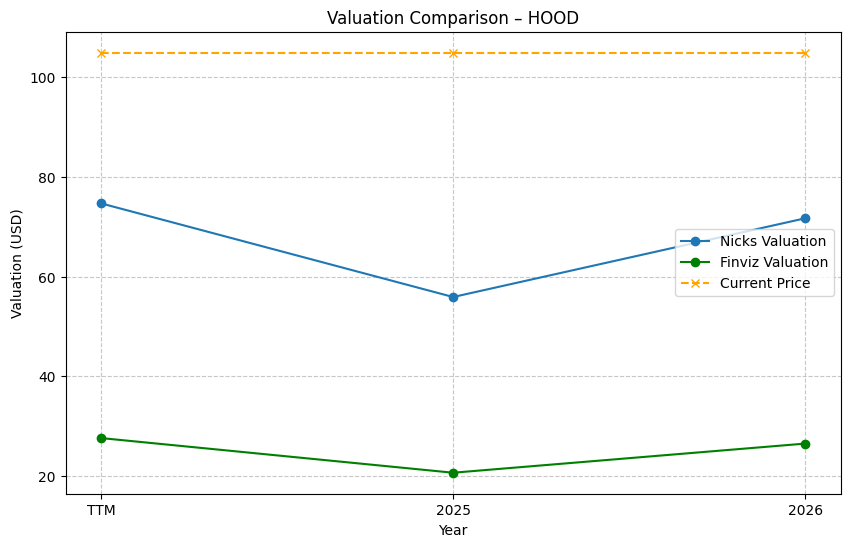 Valuation Comparison – HOOD
Valuation (USD)
100
80
60
40
20
Nicks Valuation
Finviz Valuation
Current Price
TTM
2025
2026
Year